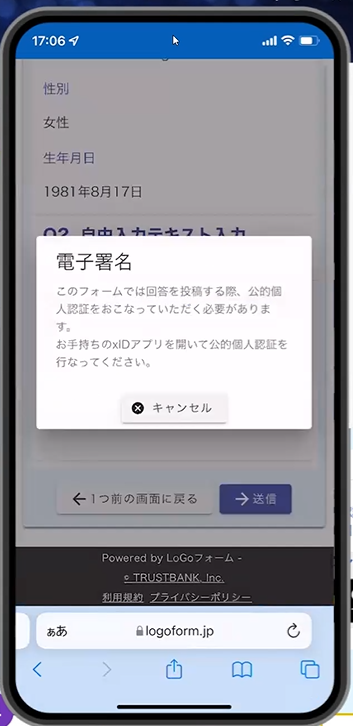 17:06
性別
女性
生年月日
1981年8月17日
Q2. 自由入力テキスト入力
電子署名
このフォームでは回答を投稿する際、公的個
人認証をおこなっていただく必要がありま
す。
お手持ちのxIDアプリを開いて公的個人認証を
行なってください。
キャンセル
1つ前の画面に戻る
送信
Powered by LoGoフォーム -
© TRUSTBANK, Inc.
利用規約 プライバシーポリシー
ぁあ
logoform.jp